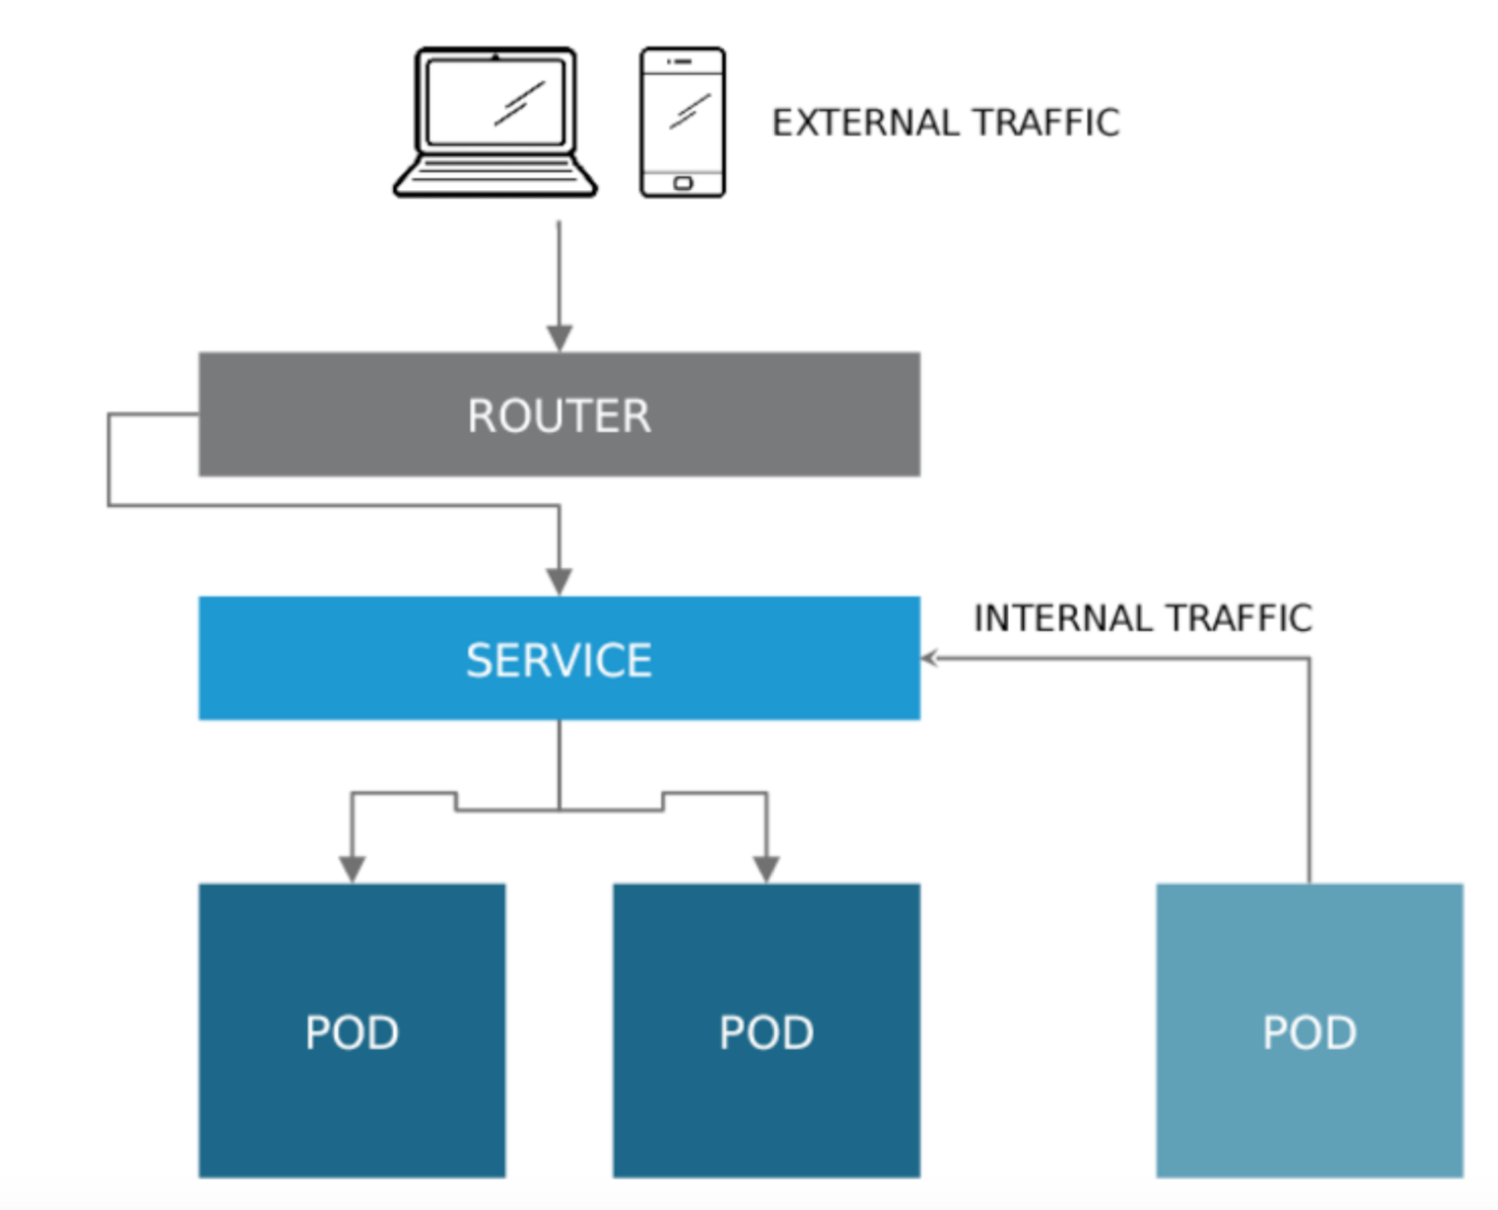 EXTERNAL TRAFFIC
ROUTER
INTERNAL TRAFFIC
SERVICE
POD
POD
POD